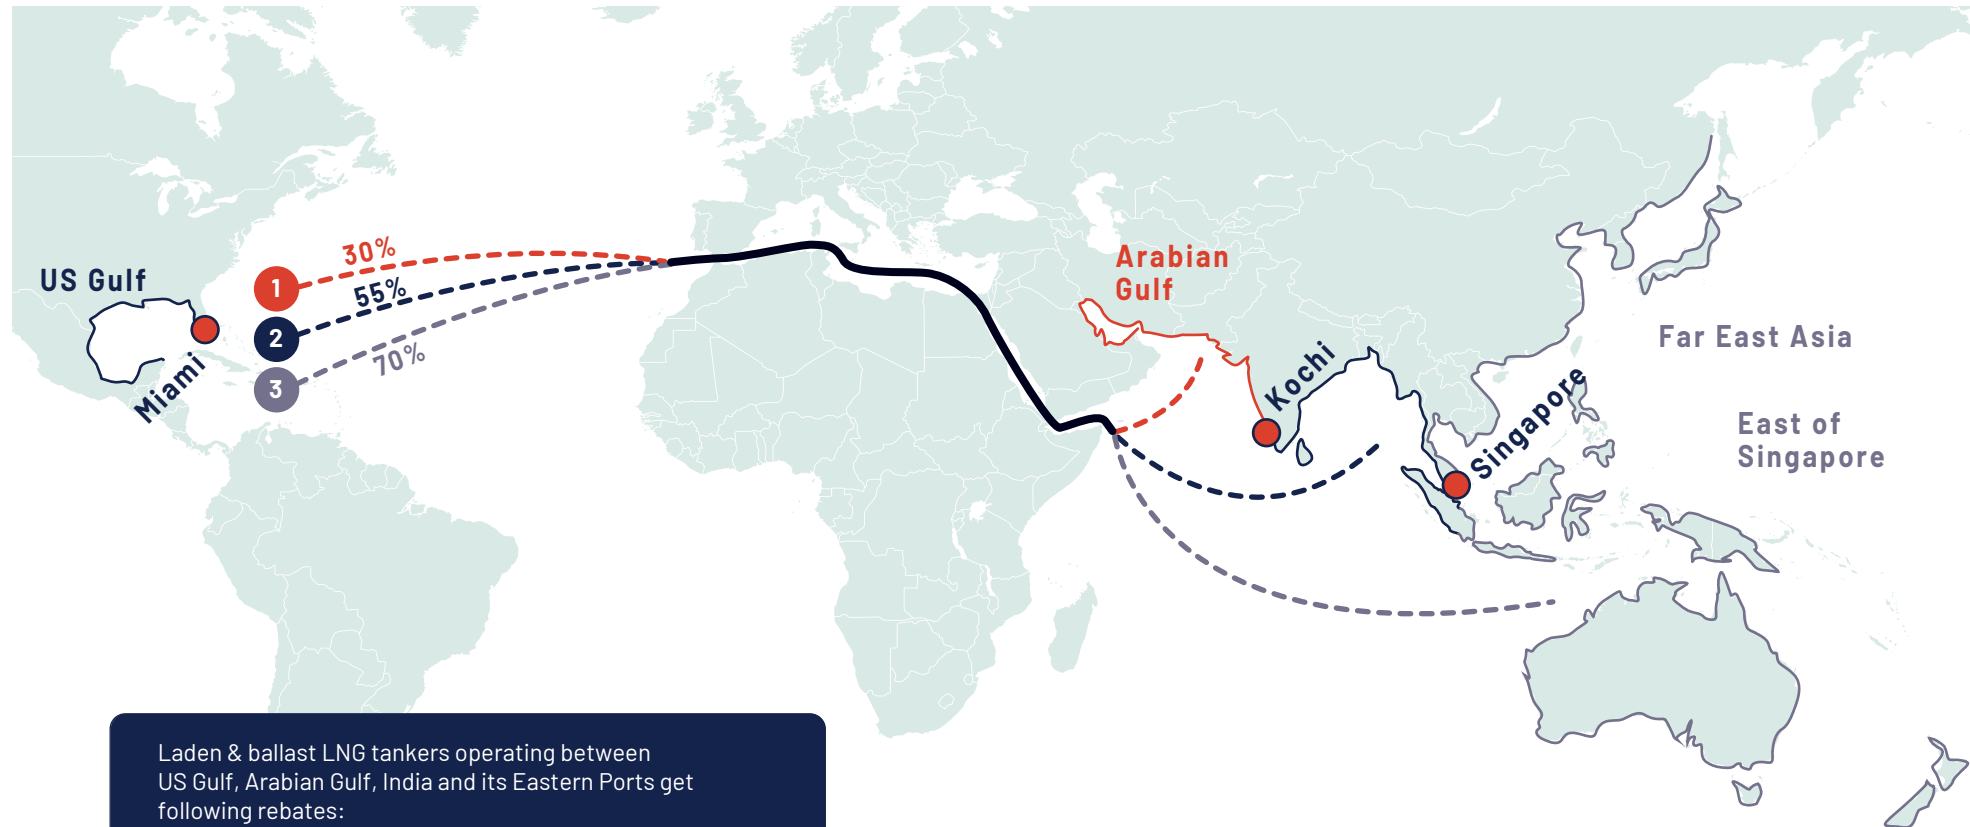 US Gulf
Miami
1
30%
2
55%
3
70%
Arabian
Gulf
Kochi
Singapore
Far East Asia
East of
Singapore
Laden & ballast LNG tankers operating between
US Gulf, Arabian Gulf, India and its Eastern Ports get
following rebates: